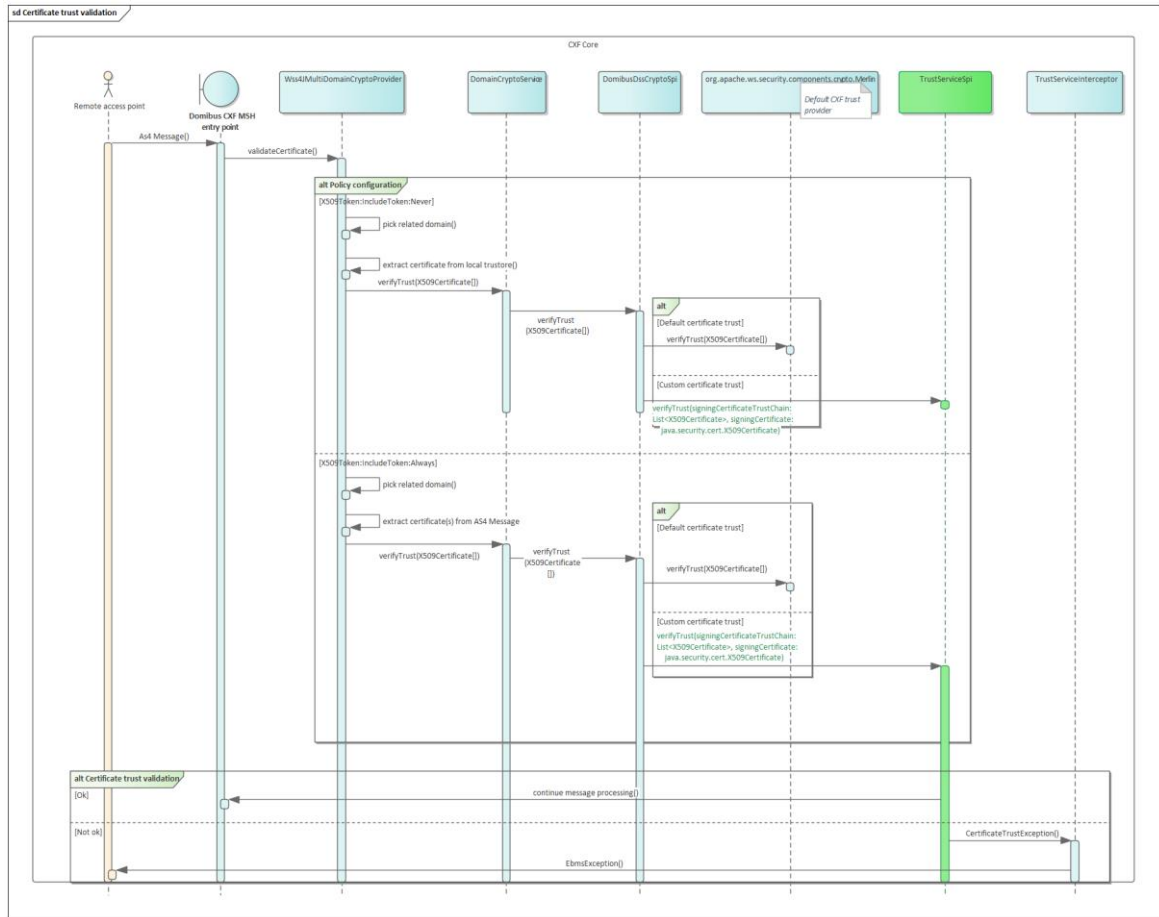 sd Certificate trust validation
CXF Core
Remote access point
Domibus CXF MSH
entry point
Wss4JMultiDomainCryptoProvider
DomainCryptoService
DomibusDssCryptoSpi
org.apache.ws.security.components.crypto.Merlin
Default CXF trust
provider
TrustServiceSpi
TrustServiceInterceptor
As4 Message()
validateCertificate()
alt Policy configuration
[X509Token:IncludeToken:Never]
pick related domain()
extract certificate from local trustore()
verifyTrust(X509Certificate[])
verifyTrust
(X509Certificate[])
alt
[Default certificate trust]
verifyTrust(X509Certificate[])
[Custom certificate trust]
verifyTrust(signingCertificateTrustChain:
List<X509Certificate>, signingCertificate:
java.security.cert.X509Certificate)
[X509Token:IncludeToken:Always]
pick related domain()
extract certificate(s) from AS4 Message
verifyTrust(X509Certificate[])
verifyTrust
(X509Certificate
[])
alt
[Default certificate trust]
verifyTrust(X509Certificate[])
[Custom certificate trust]
verifyTrust(signingCertificateTrustChain:
List<X509Certificate>, signingCertificate:
java.security.cert.X509Certificate)
alt Certificate trust validation
[Ok]
continue message processing()
[Not ok]
CertificateTrustException()
EbmsException()